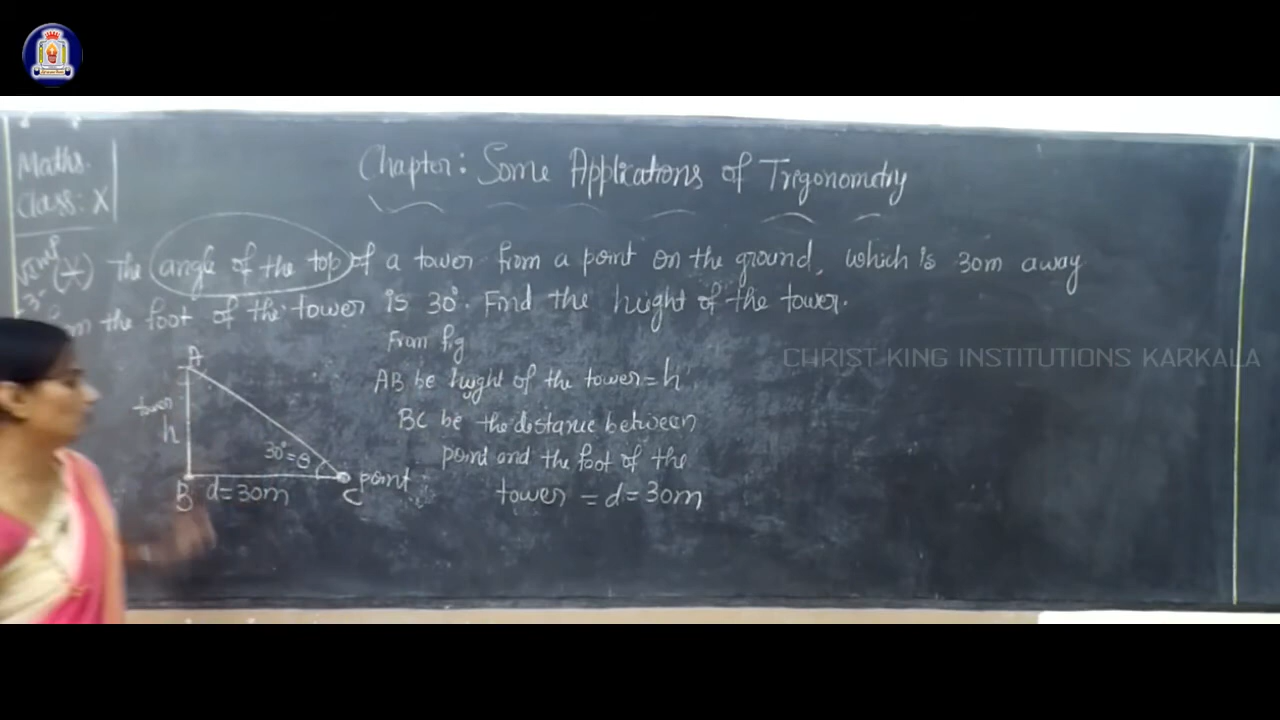 Maths.
Class: X
Chapter: Some Applications of Trigonometry
The angle of the top of a tower from a point on the ground, which is 30m away
the foot of the tower is 30°. Find the height of the tower.
From fig
AB be height of the tower = h
BC be the distance between
point and the foot of the
tower = d = 30m
A
tower
h
30° = θ
B
d = 30m
C
point
CHRIST KING INSTITUTIONS KARKALA